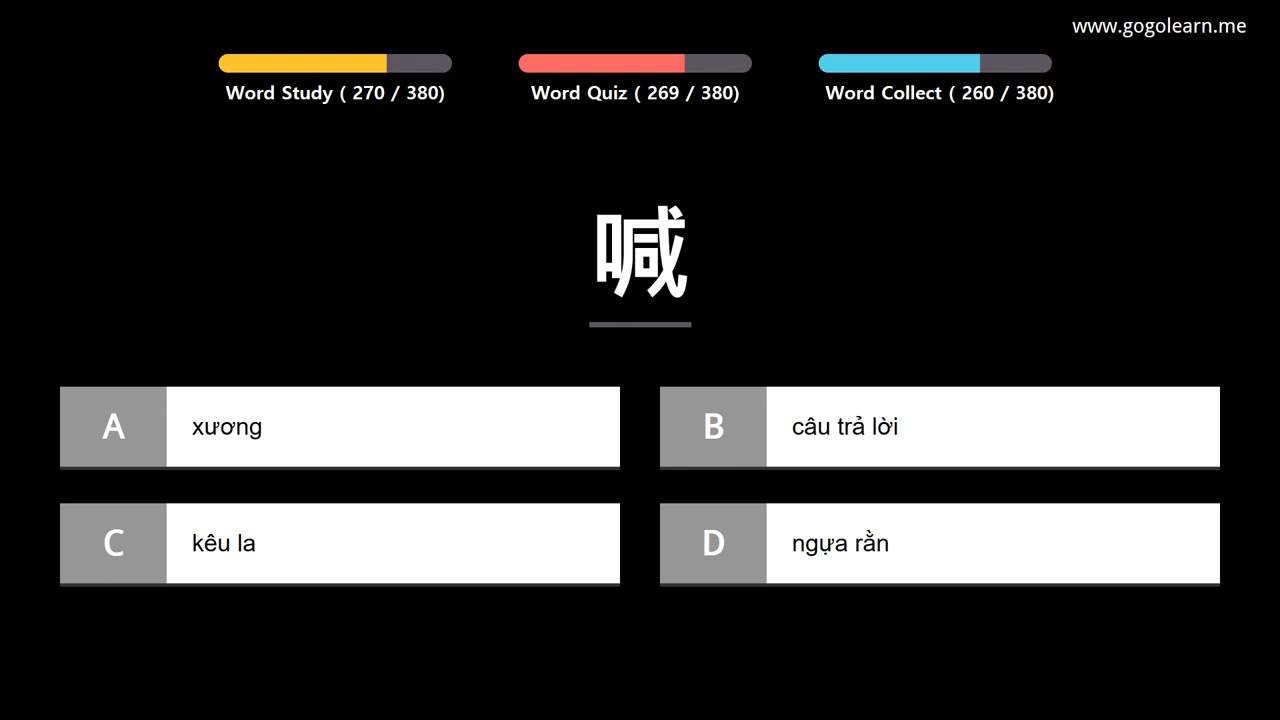 www.gogolearn.me
Word Study ( 270 / 380)
Word Quiz ( 269 / 380)
Word Collect ( 260 / 380)
喊
A xương
B câu trả lời
C kêu la
D ngựa rằn